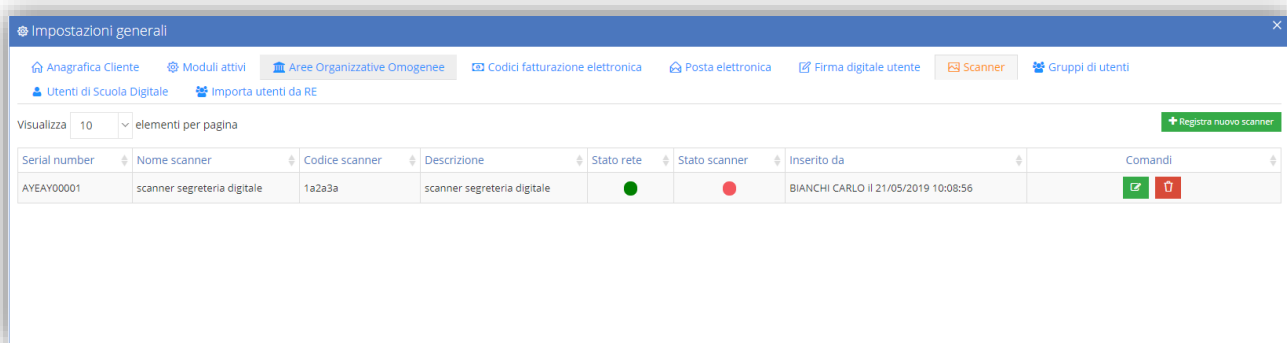 Impostazioni generali
Anagrafica Cliente Moduli attivi Aree Organizzative Omogenee Codici fatturazione elettronica Posta elettronica Firma digitale utente Scanner Gruppi di utenti
Utenti di Scuola Digitale Importa utenti da RE
Visualizza 10 elementi per pagina Registra nuovo scanner
Serial number Nome scanner Codice scanner Descrizione Stato rete Stato scanner Inserito da Comandi
AYEAY00001 scanner segreteria digitale 1a2a3a scanner segreteria digitale BIANCHI CARLO il 21/05/2019 10:08:56